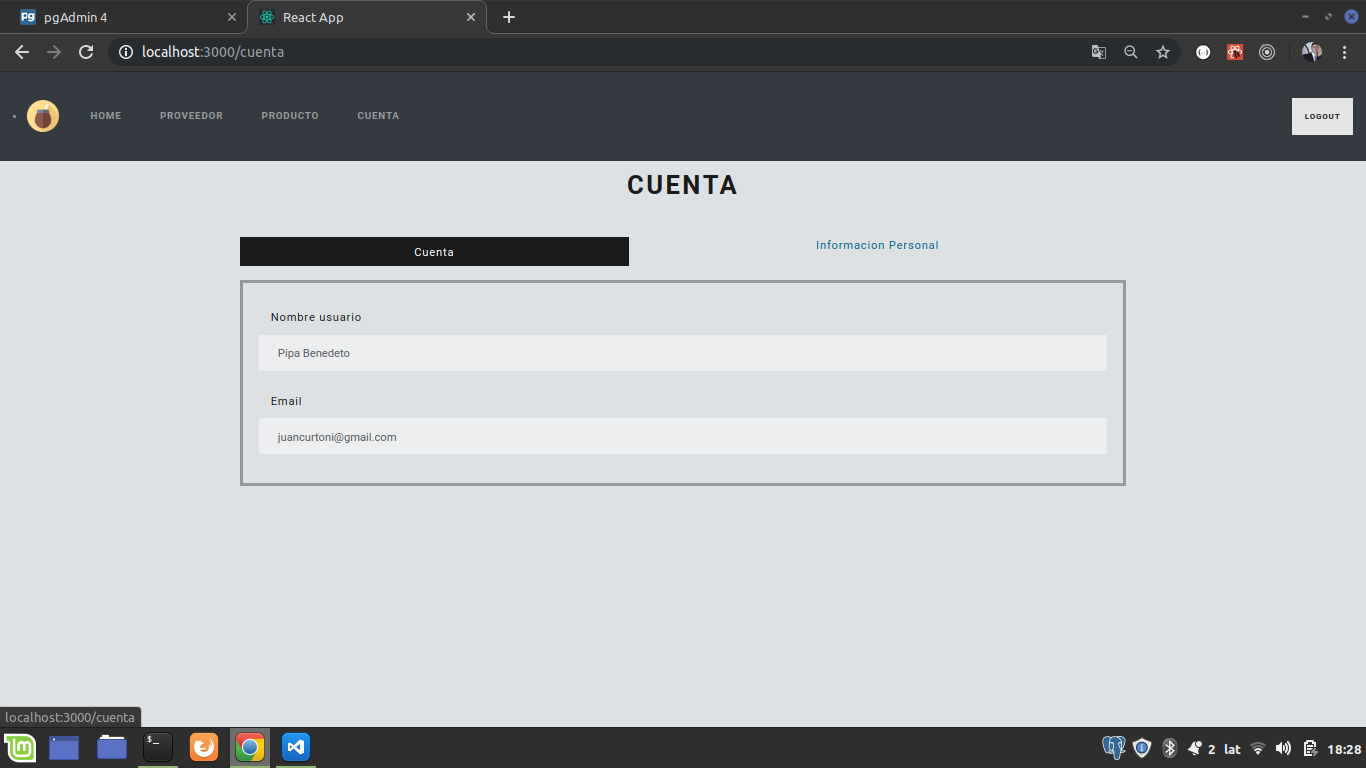 pgAdmin 4
React App
localhost:3000/cuenta
HOME PROVEEDOR PRODUCTO CUENTA LOGOUT
CUENTA
Cuenta Informacion Personal
Nombre usuario
Pipa Benedeto
Email
juancurtoni@gmail.com
localhost:3000/cuenta
2 lat 18:28